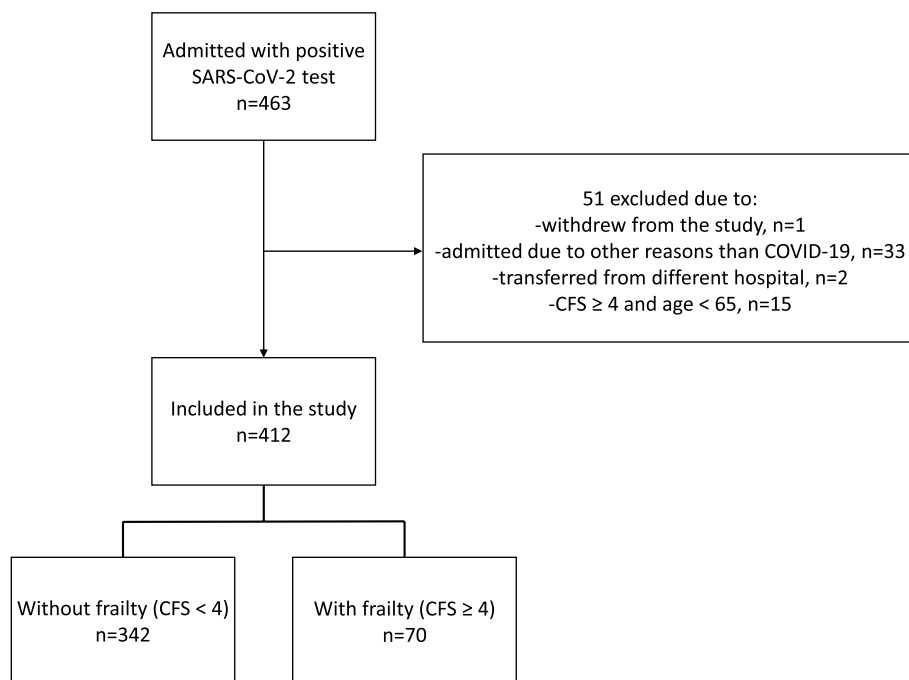 Admitted with positive
SARS-CoV-2 test
n=463
51 excluded due to:
-withdrew from the study, n=1
-admitted due to other reasons than COVID-19, n=33
-transferred from different hospital, n=2
-CFS ≥ 4 and age < 65, n=15
Included in the study
n=412
Without frailty (CFS < 4)
n=342
With frailty (CFS ≥ 4)
n=70